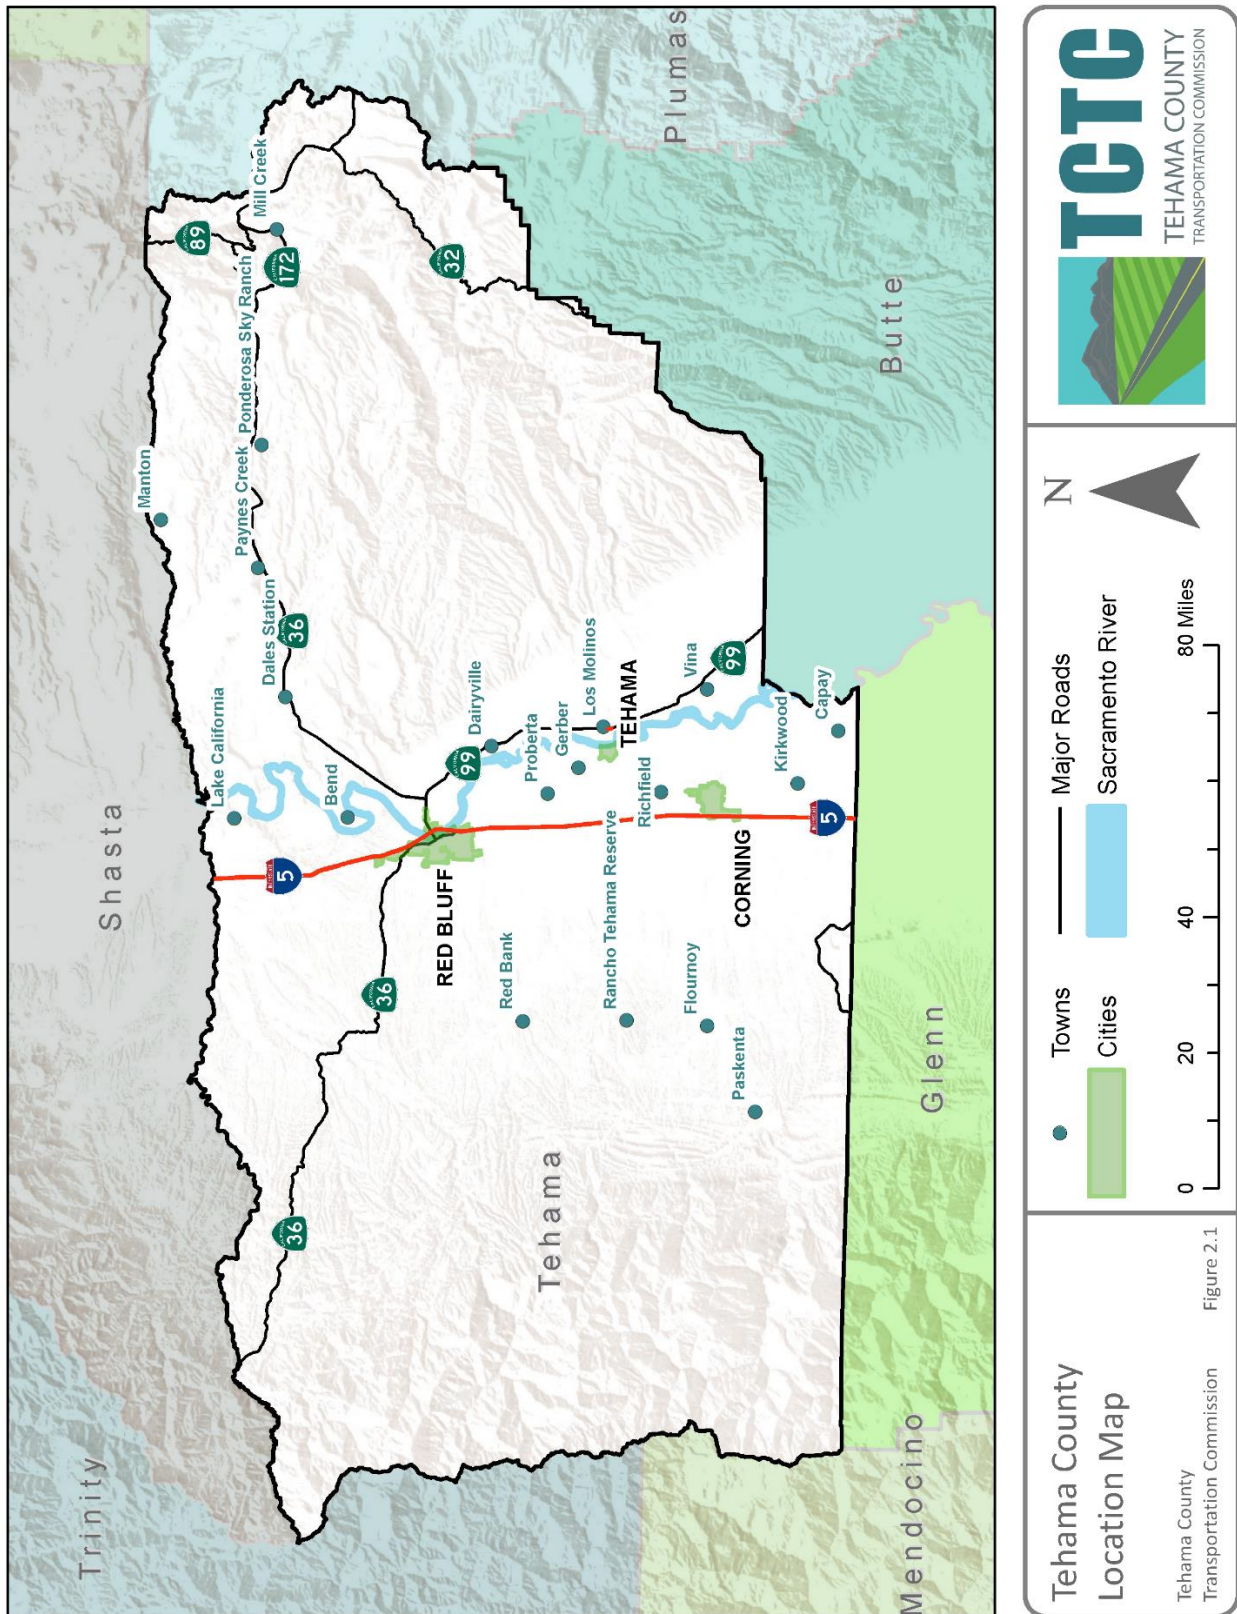 Trinity
Shasta
Plumas
Butte
Glenn
Mendocino
Tehama
Manton
Lake California
Mill Creek
Ponderosa Sky Ranch
Paynes Creek
Dales Station
Bend
Dairyville
Proberta
Gerber
Los Molinos
TEHAMA
Vina
Richfield
Kirkwood
Capay
RED BLUFF
CORNING
Red Bank
Rancho Tehama Reserve
Flournoy
Paskenta
36
36
36
5
5
99
99
89
CALIFORNIA
172
32
Tehama County
Location Map
Tehama County
Transportation Commission
Figure 2.1
Towns
Major Roads
Cities
Sacramento River
0
20
40
80 Miles
N
TCTC
TEHAMA COUNTY
TRANSPORTATION COMMISSION